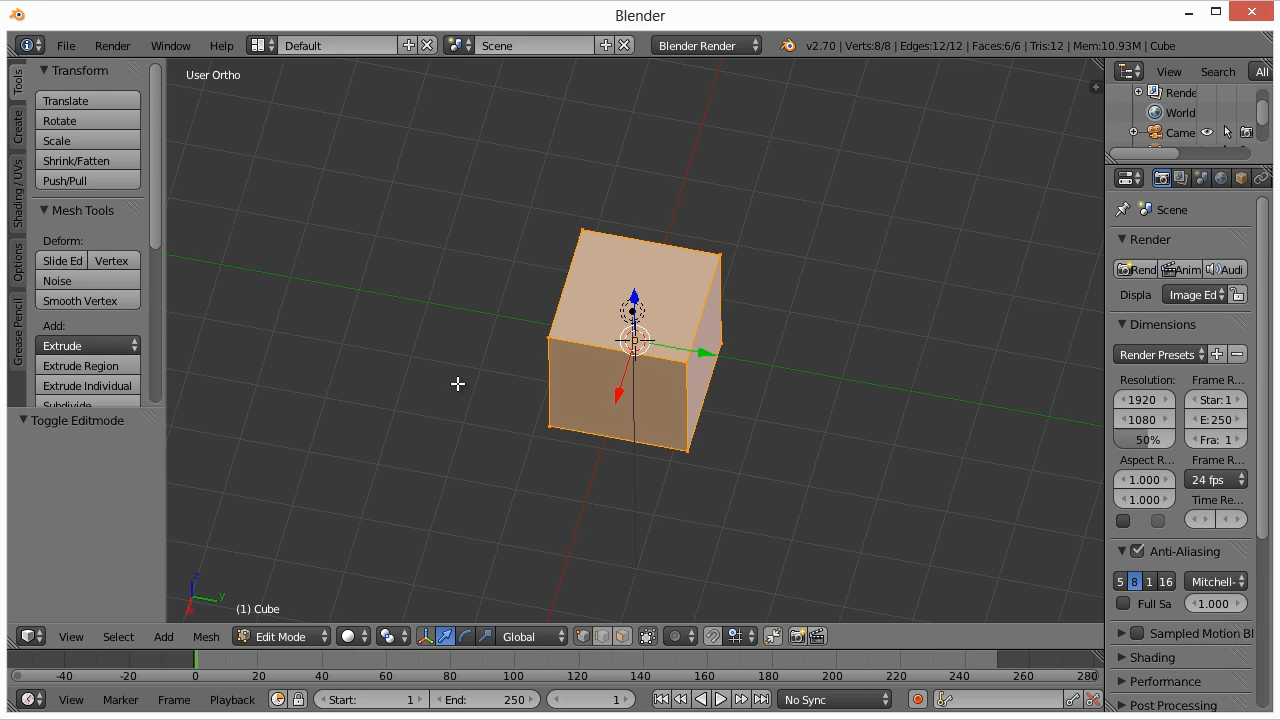 Blender
File Render Window Help Default Scene Blender Render v2.70 | Verts:8/8 | Edges:12/12 | Faces:6/6 | Tris:12 | Mem:10.93M | Cube
Tools
Create
Shading / UVs
Options
Grease Pencil
Transform
Translate
Rotate
Scale
Shrink/Fatten
Push/Pull
Mesh Tools
Deform:
Slide Ed Vertex
Noise
Smooth Vertex
Add:
Extrude
Extrude Region
Extrude Individual
Subdivide
Toggle Editmode
User Ortho
z
y
(1) Cube
View Search All
Rende
World
Came
Scene
Render
Rend Anim Audi
Displa Image Ed
Dimensions
Render Presets
Resolution: Frame R...
1920 Star: 1
1080 E: 250
50% Fra: 1
Aspect R... Frame R...
1.000 24 fps
1.000 Time Re...
Anti-Aliasing
5 8 1 16 Mitchell-
Full Sa 1.000
Sampled Motion Bl
Shading
Performance
Post Processing
View Select Add Mesh Edit Mode Global
-40 -20 0 20 40 60 80 100 120 140 160 180 200 220 240 260 280
View Marker Frame Playback Start: 1 End: 250 1 No Sync